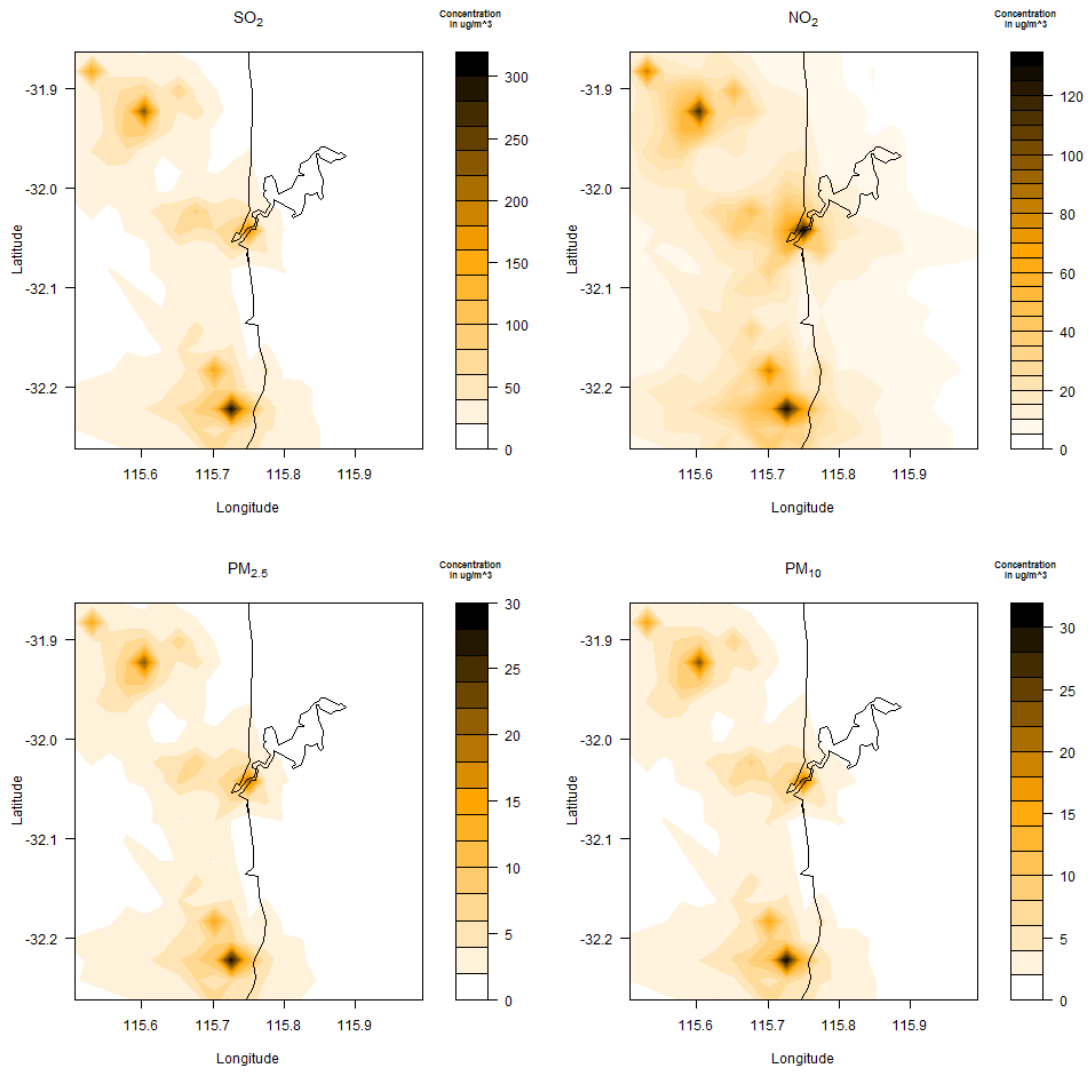 SO2
Concentration
in ug/m^3
Latitude
-31.9
-32.0
-32.1
-32.2
115.6 115.7 115.8 115.9
Longitude
300
250
200
150
100
50
0
NO2
Concentration
in ug/m^3
Latitude
-31.9
-32.0
-32.1
-32.2
115.6 115.7 115.8 115.9
Longitude
120
100
80
60
40
20
0
PM2.5
Concentration
in ug/m^3
Latitude
-31.9
-32.0
-32.1
-32.2
115.6 115.7 115.8 115.9
Longitude
30
25
20
15
10
5
0
PM10
Concentration
in ug/m^3
Latitude
-31.9
-32.0
-32.1
-32.2
115.6 115.7 115.8 115.9
Longitude
30
25
20
15
10
5
0